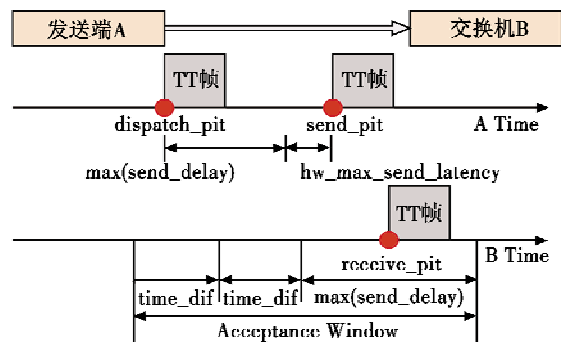 发送端A
交换机B
TT帧
TT帧
dispatch_pit
send_pit
A Time
max(send_delay)
hw_max_send_latency
TT帧
receive_pit
B Time
time_dif
time_dif
max(send_delay)
Acceptance Window